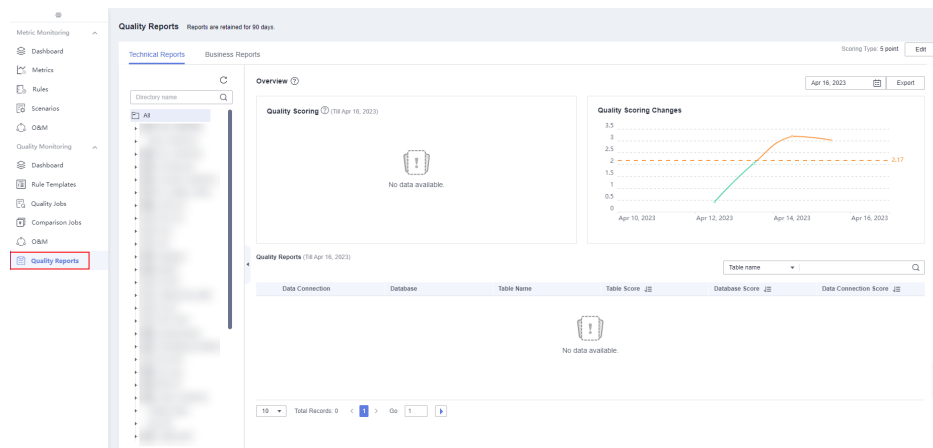 Metric Monitoring
Dashboard
Metrics
Rules
Scenarios
O&M
Quality Monitoring
Dashboard
Rule Templates
Quality Jobs
Comparison Jobs
O&M
Quality Reports
Quality Reports Reports are retained for 90 days.
Technical Reports Business Reports
Scoring Type: 5 point Edit
Directory name
All
Overview
Apr 16, 2023 Export
Quality Scoring (Till Apr 16, 2023)
No data available.
Quality Scoring Changes
3.5
3
2.5
2
1.5
1
0.5
0
2.17
Apr 10, 2023 Apr 12, 2023 Apr 14, 2023 Apr 16, 2023
Quality Reports (Till Apr 16, 2023)
Table name
Data Connection Database Table Name Table Score Database Score Data Connection Score
No data available.
10 Total Records: 0 < 1 > Go 1